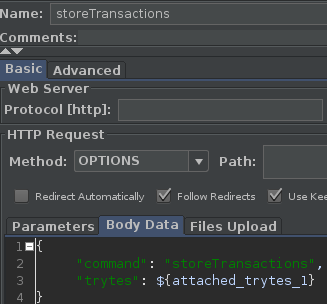 Name: storeTransactions
Comments:
Basic Advanced
Web Server
Protocol [http]:
HTTP Request
Method: OPTIONS Path:
Redirect Automatically Follow Redirects Use Kee
Parameters Body Data Files Upload
1 {
2 "command": "storeTransactions",
3 "trytes": ${attached_trytes_1}
4 }